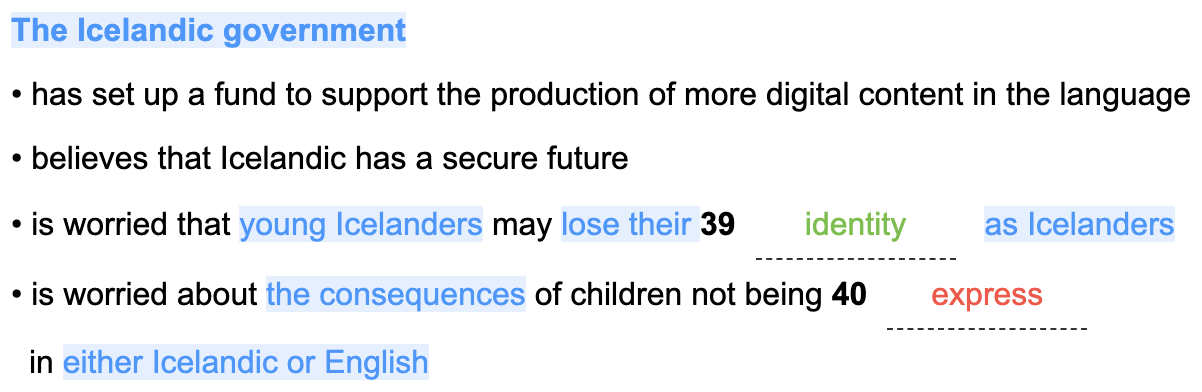 The Icelandic government
• has set up a fund to support the production of more digital content in the language
• believes that Icelandic has a secure future
• is worried that young Icelanders may lose their 39 identity as Icelanders
• is worried about the consequences of children not being 40 express
in either Icelandic or English